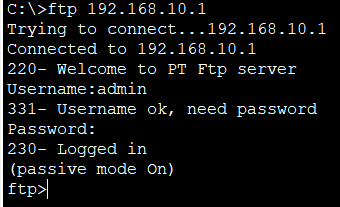 C:\>ftp 192.168.10.1
Trying to connect...192.168.10.1
Connected to 192.168.10.1
220- Welcome to PT Ftp server
Username:admin
331- Username ok, need password
Password:
230- Logged in
(passive mode On)
ftp>